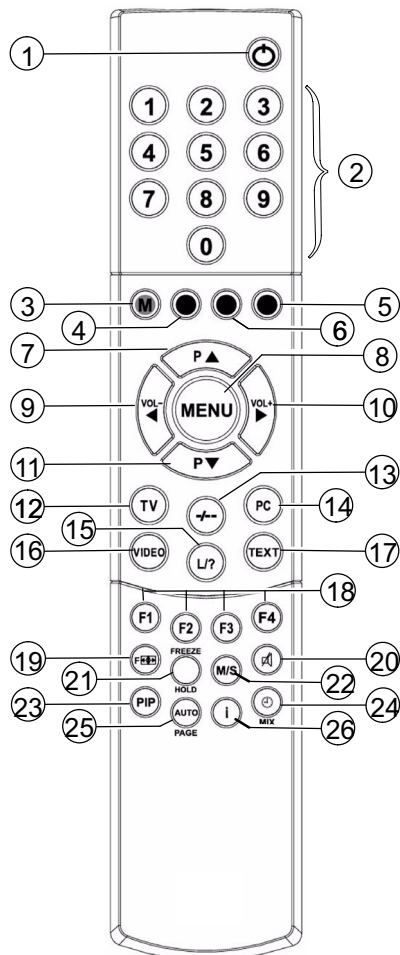 1
1 2 3
4 5 6
2
7 8 9
0
3 M 5
4 6
7 P▲ 8
9 VOL- ◀ MENU VOL+ ▶ 10
11 P▼
13
12 TV -/-- PC 14
15
16 VIDEO L/? TEXT 17
18
F1 F2 F3 F4
FREEZE
19 F M/S 20
21 HOLD 22
23 PIP AUTO i 24
25 PAGE 26 MIX